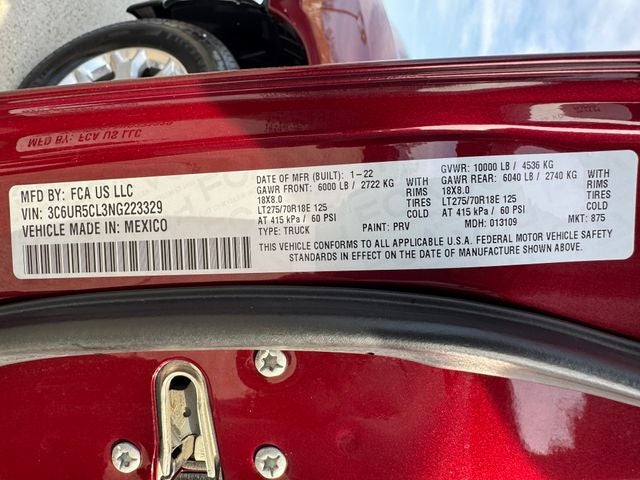 MFD BY: FCA US LLC
VIN: 3C6UR5CL3NG223329
VEHICLE MADE IN: MEXICO
DATE OF MFR (BUILT): 1-22
GAWR FRONT: 6000 LB / 2722 KG WITH
18X8.0 TIRES
LT275/70R18E 125 RIMS
AT 415 kPa / 60 PSI COLD
TYPE: TRUCK PAINT: PRV
GVWR: 10000 LB / 4536 KG
GAWR REAR: 6040 LB / 2740 KG WITH
18X8.0 TIRES
LT275/70R18E 125
AT 415 kPa / 60 PSI COLD
MDH: 013109 MKT: 875
THIS VEHICLE CONFORMS TO ALL APPLICABLE U.S.A. FEDERAL MOTOR VEHICLE SAFETY
STANDARDS IN EFFECT ON THE DATE OF MANUFACTURE SHOWN ABOVE.